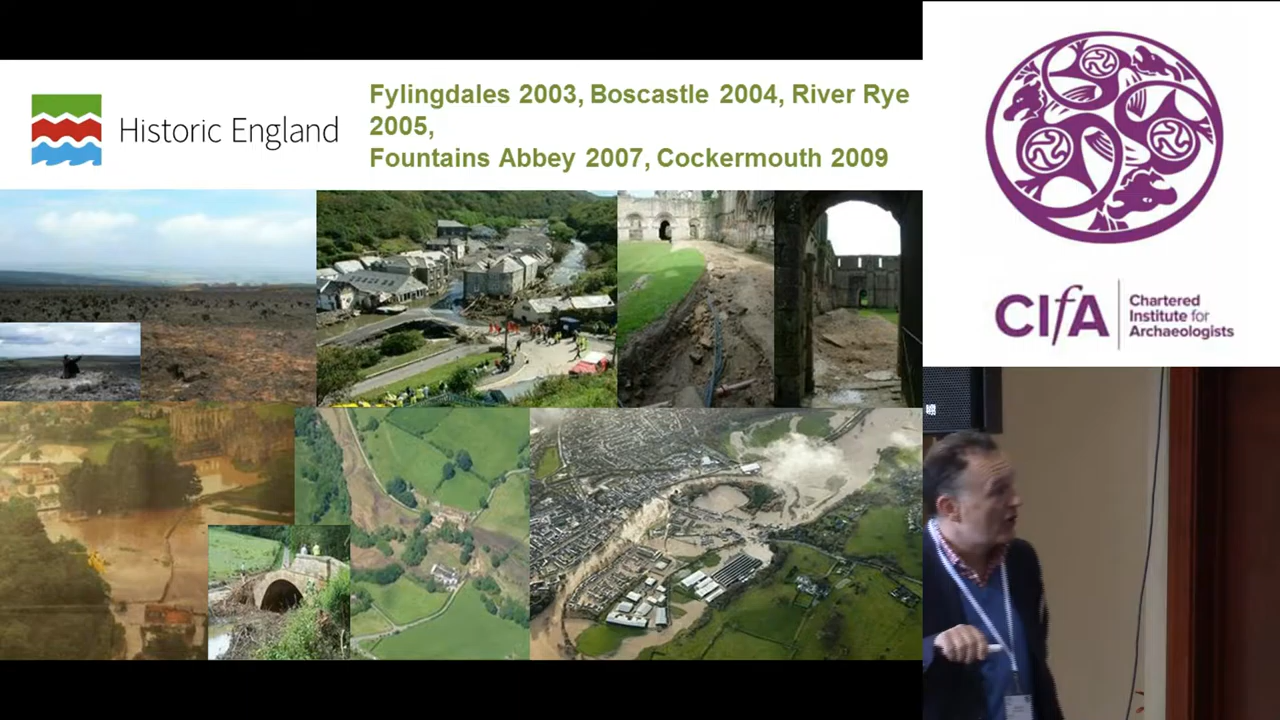 Historic England
Fylingdales 2003, Boscastle 2004, River Rye
2005,
Fountains Abbey 2007, Cockermouth 2009
CIfA
Chartered
Institute for
Archaeologists